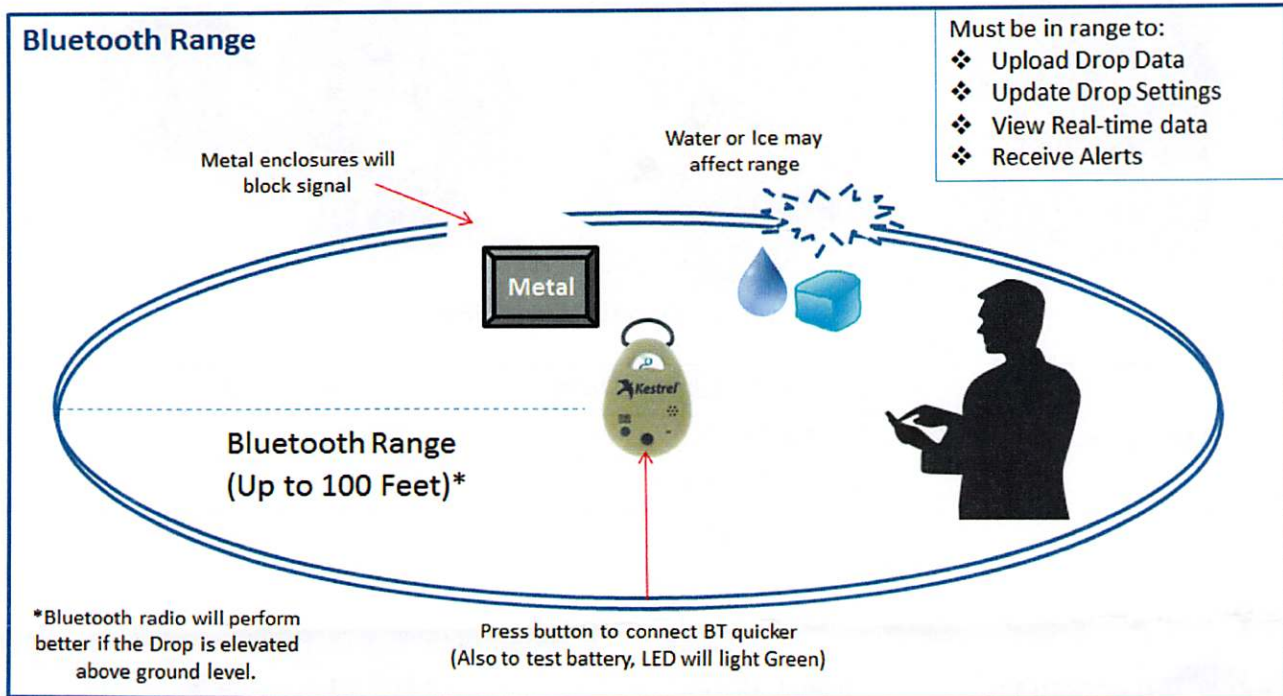 Bluetooth Range
Must be in range to:
❖ Upload Drop Data
❖ Update Drop Settings
❖ View Real-time data
❖ Receive Alerts
Metal enclosures will
block signal
Water or Ice may
affect range
Metal
Kestrel
Bluetooth Range
(Up to 100 Feet)*
*Bluetooth radio will perform
better if the Drop is elevated
above ground level.
Press button to connect BT quicker
(Also to test battery, LED will light Green)